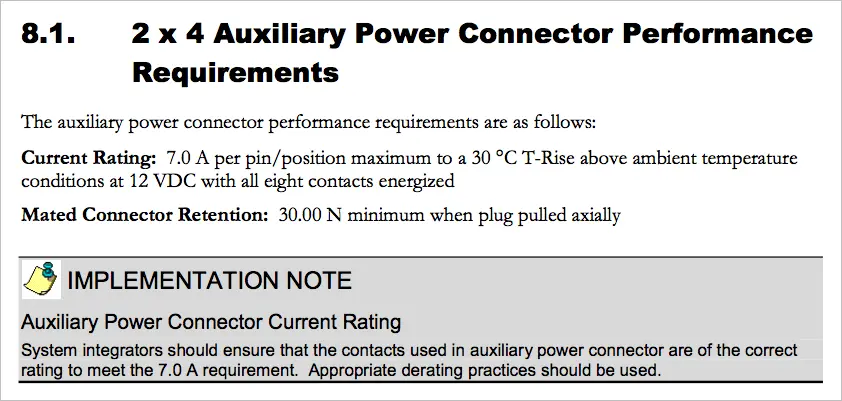 8.1. 2 x 4 Auxiliary Power Connector Performance
Requirements
The auxiliary power connector performance requirements are as follows:
Current Rating: 7.0 A per pin/position maximum to a 30 °C T-Rise above ambient temperature
conditions at 12 VDC with all eight contacts energized
Mated Connector Retention: 30.00 N minimum when plug pulled axially
IMPLEMENTATION NOTE
Auxiliary Power Connector Current Rating
System integrators should ensure that the contacts used in auxiliary power connector are of the correct
rating to meet the 7.0 A requirement. Appropriate derating practices should be used.